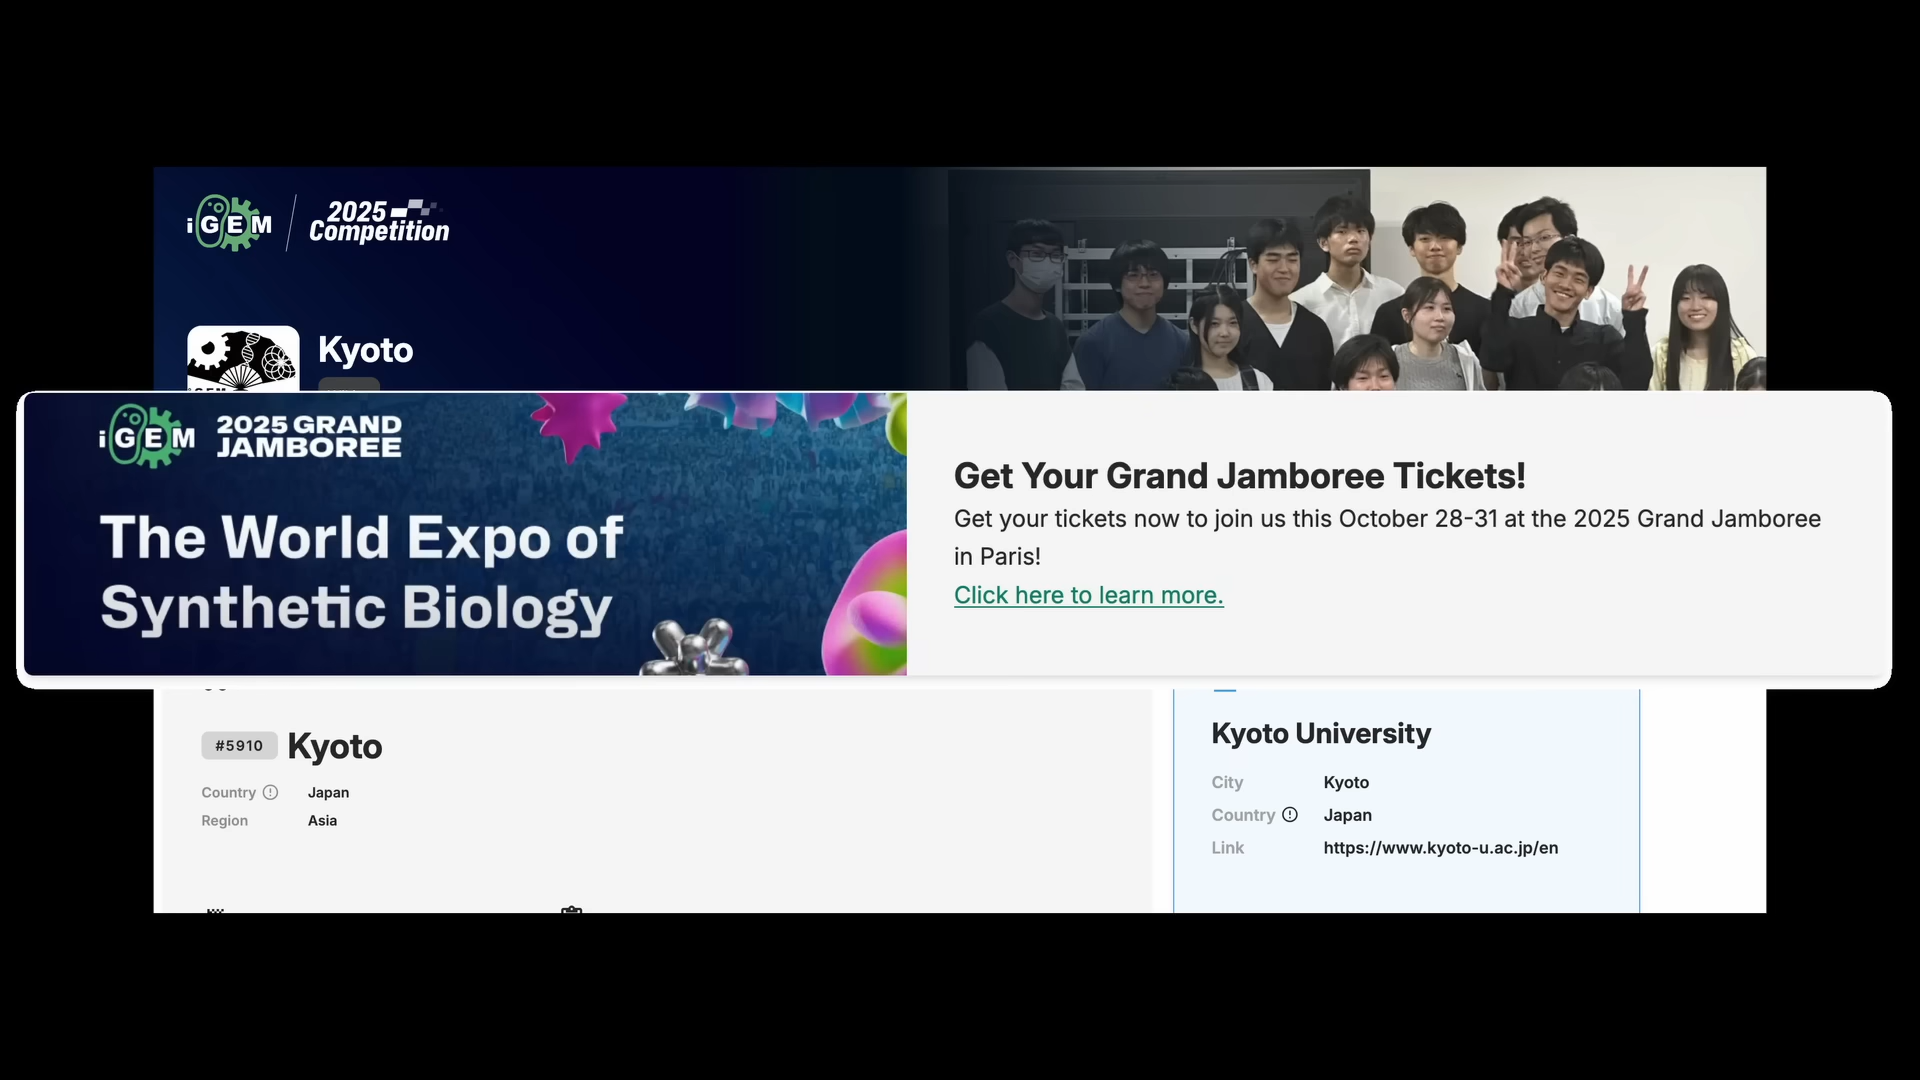 iGEM
2025
Competition
Kyoto
iGEM
2025 GRAND
JAMBOREE
The World Expo of
Synthetic Biology
Get Your Grand Jamboree Tickets!
Get your tickets now to join us this October 28-31 at the 2025 Grand Jamboree
in Paris!
Click here to learn more.
#5910 Kyoto
Country Japan
Region Asia
Kyoto University
City Kyoto
Country Japan
Link https://www.kyoto-u.ac.jp/en